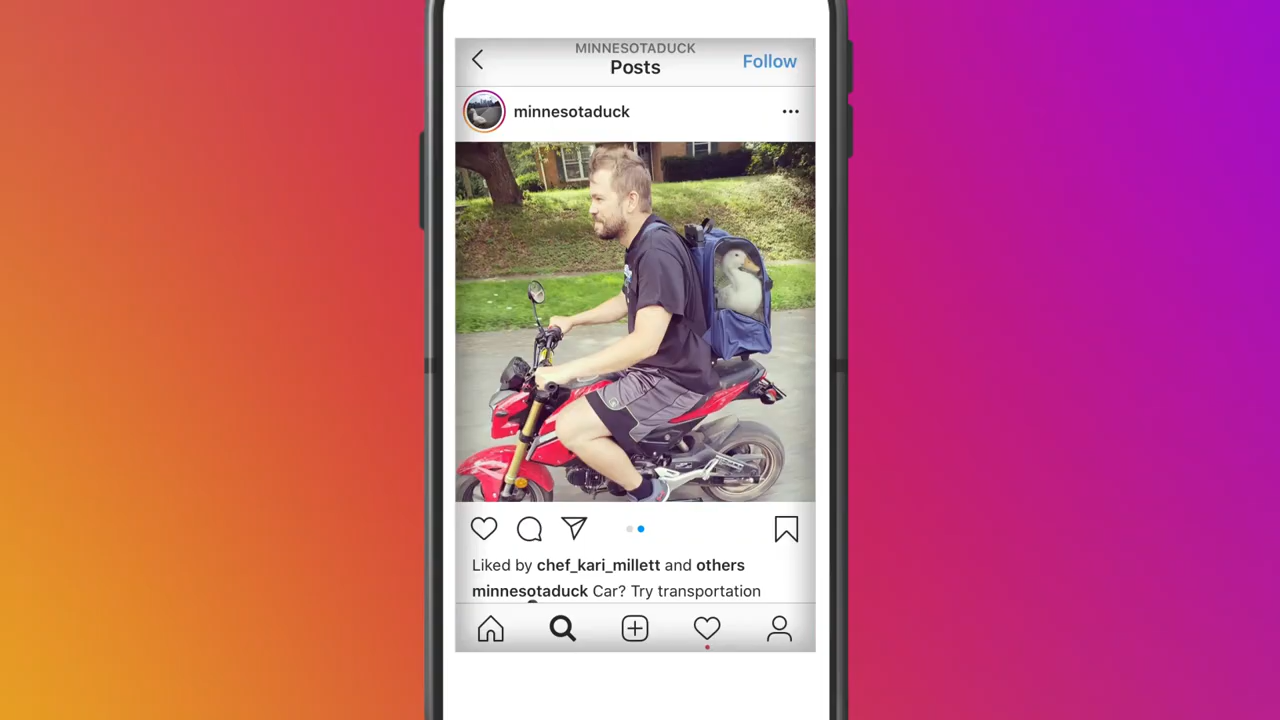 MINNESOTADUCK
Posts
Follow
minnesotaduck
Liked by chef_kari_millett and others
minnesotaduck Car? Try transportation